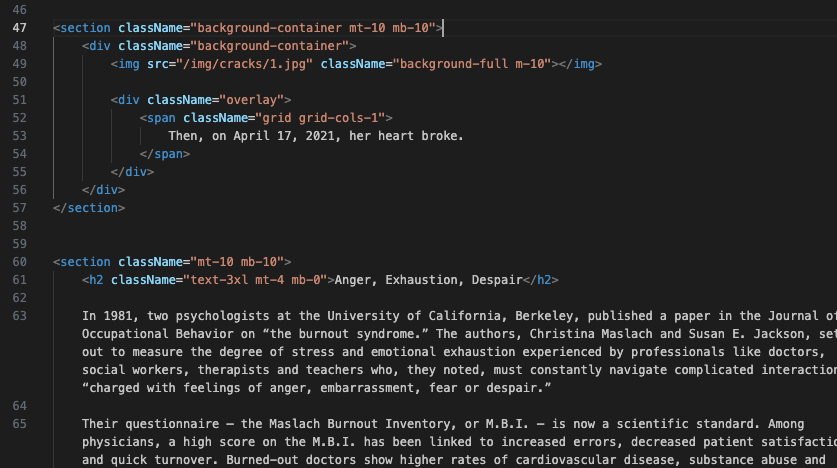 46
47 <section className="background-container mt-10 mb-10">
48 <div className="background-container">
49 <img src="/img/cracks/1.jpg" className="background-full m-10"></img>
50
51 <div className="overlay">
52 <span className="grid grid-cols-1">
53 Then, on April 17, 2021, her heart broke.
54 </span>
55 </div>
56 </div>
57 </section>
58
59
60 <section className="mt-10 mb-10">
61 <h2 className="text-3xl mt-4 mb-0">Anger, Exhaustion, Despair</h2>
62
63 In 1981, two psychologists at the University of California, Berkeley, published a paper in the Journal of
Occupational Behavior on “the burnout syndrome.” The authors, Christina Maslach and Susan E. Jackson, set
out to measure the degree of stress and emotional exhaustion experienced by professionals like doctors,
social workers, therapists and teachers who, they noted, must constantly navigate complicated interaction
“charged with feelings of anger, embarrassment, fear or despair.”
64
65 Their questionnaire — the Maslach Burnout Inventory, or M.B.I. — is now a scientific standard. Among
physicians, a high score on the M.B.I. has been linked to increased errors, decreased patient satisfactio
and quick turnover. Burned-out doctors show higher rates of cardiovascular disease, substance abuse and